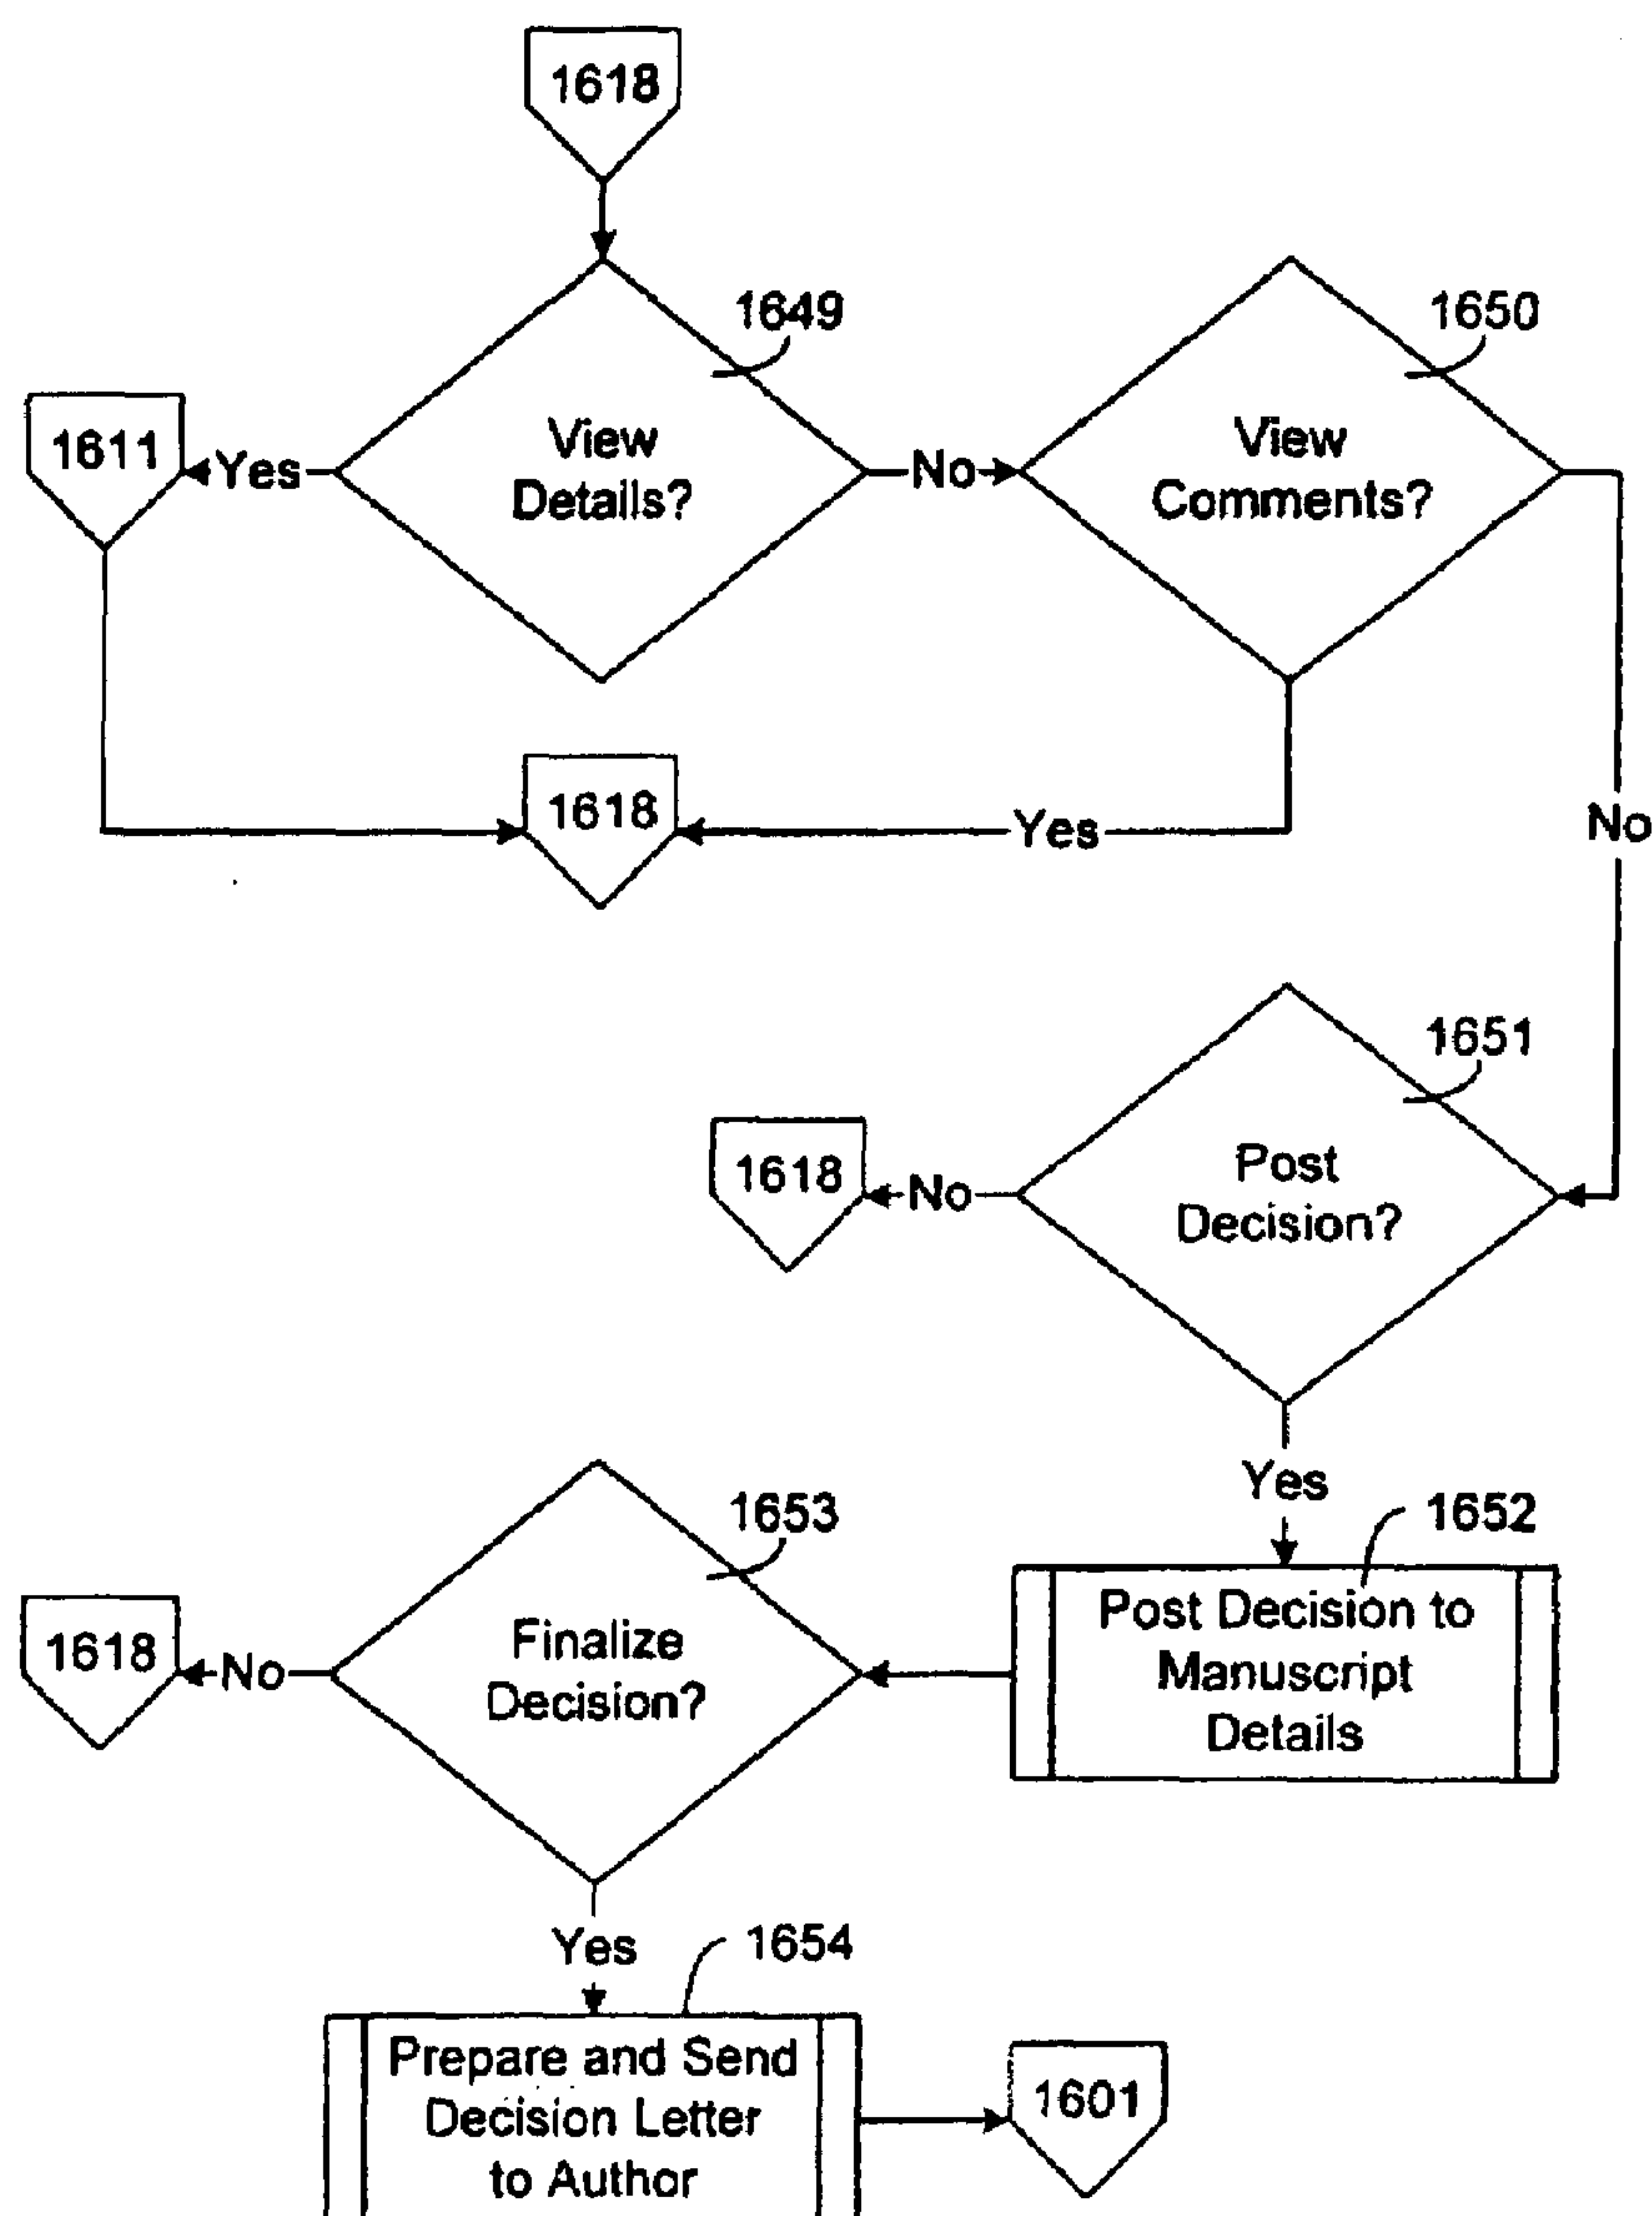 1618
1649
1650
1611
Yes
View
Details?
No
View
Comments?
1618
Yes
No
1651
1618
No
Post
Decision?
Yes
1653
1652
1618
No
Finalize
Decision?
Post Decision to
Manuscript
Details
Yes
1654
Prepare and Send
Decision Letter
to Author
1601